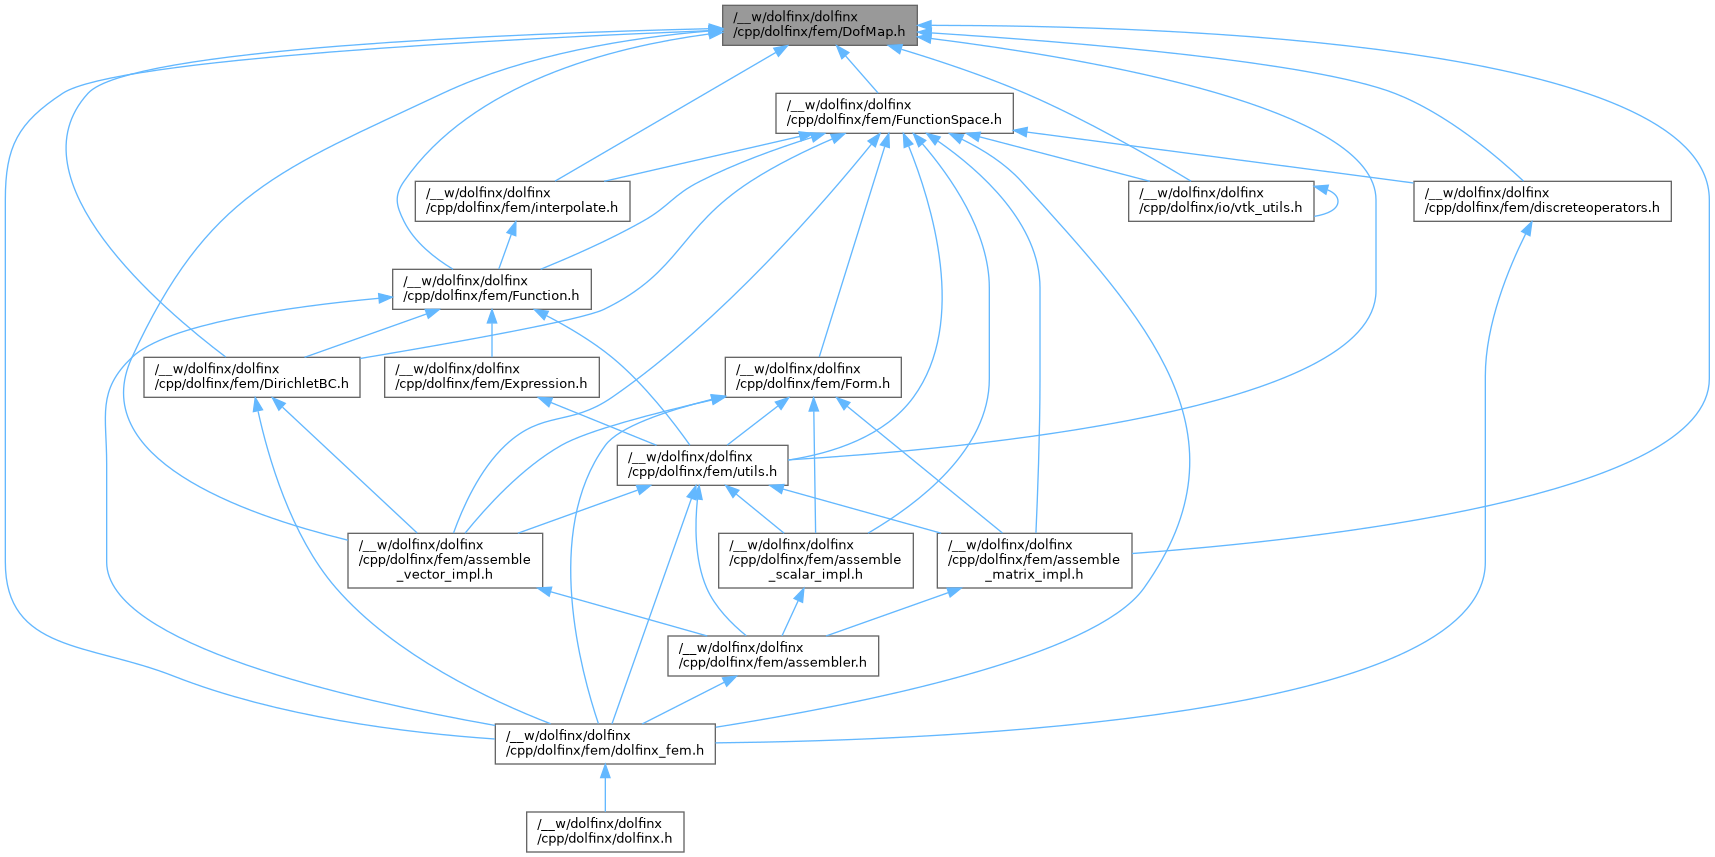 /__w/dolfinx/dolfinx
/cpp/dolfinx/fem/DofMap.h
/__w/dolfinx/dolfinx
/cpp/dolfinx/fem/FunctionSpace.h
/__w/dolfinx/dolfinx
/cpp/dolfinx/fem/interpolate.h
/__w/dolfinx/dolfinx
/cpp/dolfinx/io/vtk_utils.h
/__w/dolfinx/dolfinx
/cpp/dolfinx/fem/discreteoperators.h
/__w/dolfinx/dolfinx
/cpp/dolfinx/fem/Function.h
/__w/dolfinx/dolfinx
/cpp/dolfinx/fem/DirichletBC.h
/__w/dolfinx/dolfinx
/cpp/dolfinx/fem/Expression.h
/__w/dolfinx/dolfinx
/cpp/dolfinx/fem/Form.h
/__w/dolfinx/dolfinx
/cpp/dolfinx/fem/utils.h
/__w/dolfinx/dolfinx
/cpp/dolfinx/fem/assemble
_vector_impl.h
/__w/dolfinx/dolfinx
/cpp/dolfinx/fem/assemble
_scalar_impl.h
/__w/dolfinx/dolfinx
/cpp/dolfinx/fem/assemble
_matrix_impl.h
/__w/dolfinx/dolfinx
/cpp/dolfinx/fem/assembler.h
/__w/dolfinx/dolfinx
/cpp/dolfinx/fem/dolfinx_fem.h
/__w/dolfinx/dolfinx
/cpp/dolfinx/dolfinx.h